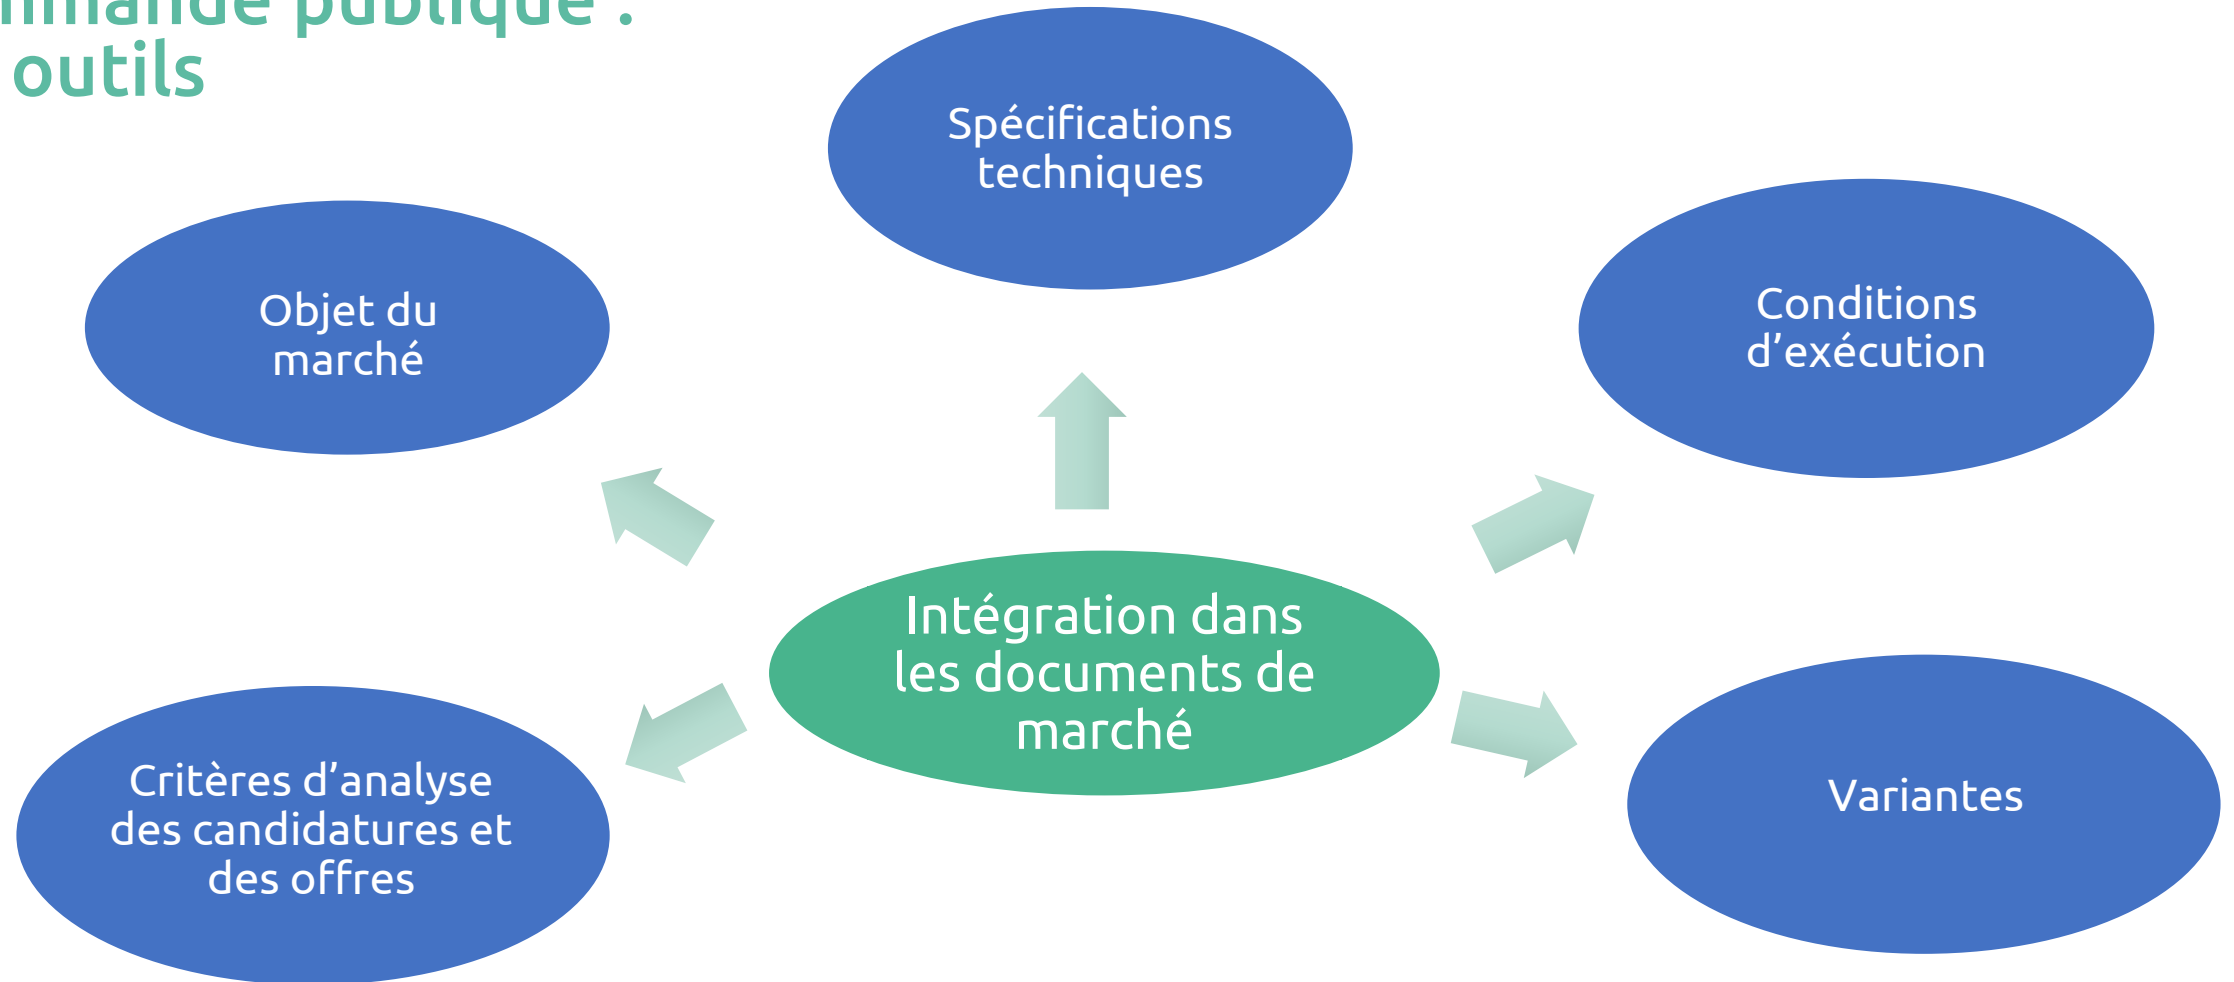 publique :
outils
Spécifications
techniques
Objet du
marché
Conditions
d’exécution
Intégration dans
les documents de
marché
Critères d’analyse
des candidatures et
des offres
Variantes